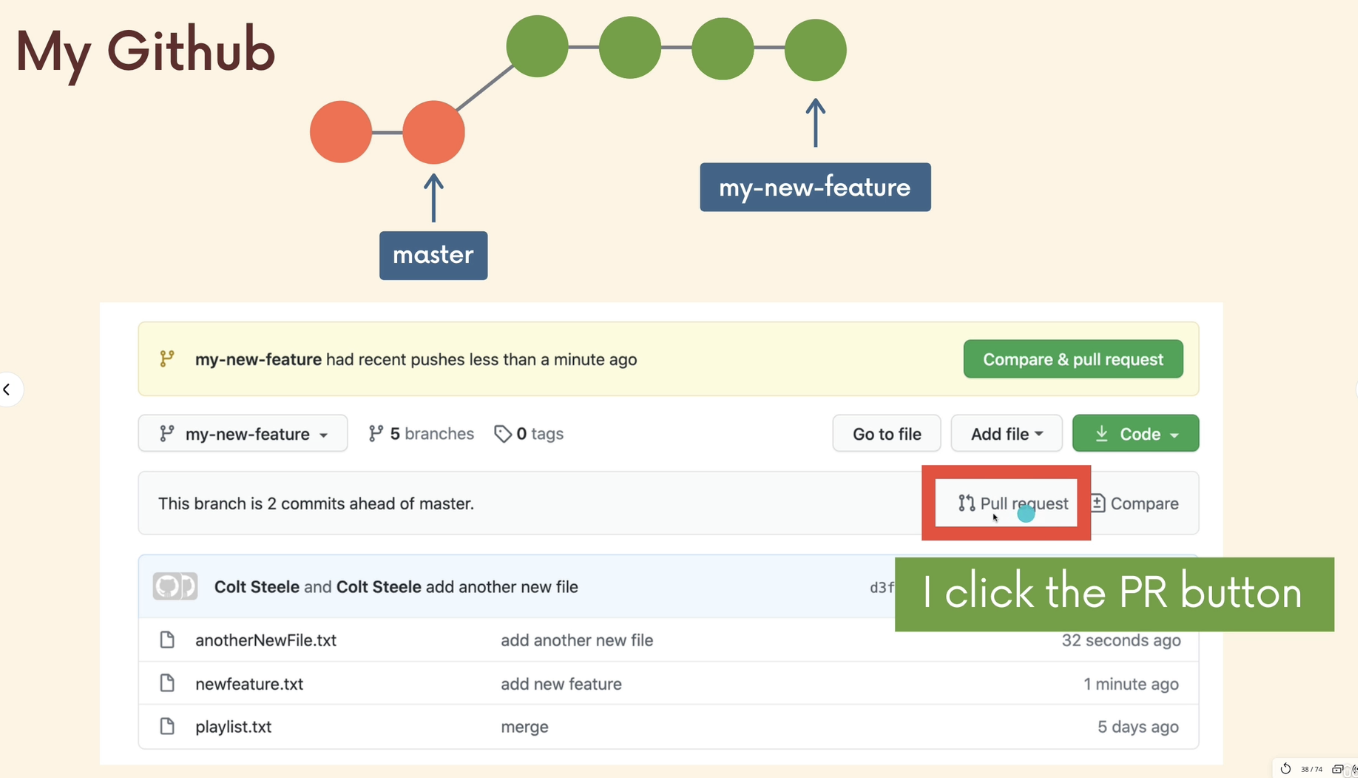 My Github
my-new-feature
master
my-new-feature had recent pushes less than a minute ago
Compare & pull request
my-new-feature
5 branches
0 tags
Go to file
Add file
Code
This branch is 2 commits ahead of master.
Pull request
Compare
Colt Steele and Colt Steele add another new file
d3f
I click the PR button
anotherNewFile.txt
add another new file
32 seconds ago
newfeature.txt
add new feature
1 minute ago
playlist.txt
merge
5 days ago
38 / 74